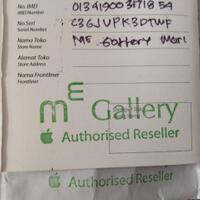 No. IMEI 013419003171854
IMEI Number
No.Seri C36JVPK3DTWF
Serial Number
Nama Toko ME Gallery Mari
Store Name
Alamat Toko
Store Address
Nama Frontliner
Frontliner
mE Gallery
Authorised Reseller
Authorised Reseller